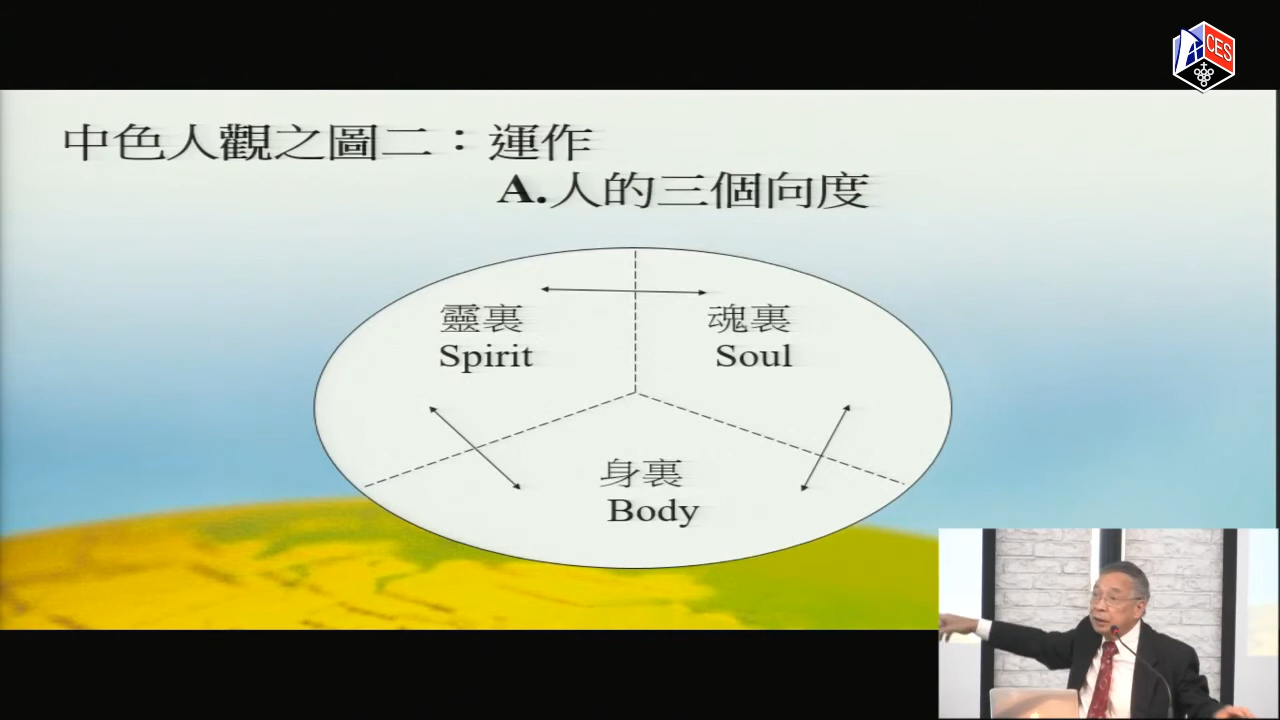 ACES
中色人觀之圖二：運作
A.人的三個向度
靈裏
Spirit
魂裏
Soul
身裏
Body